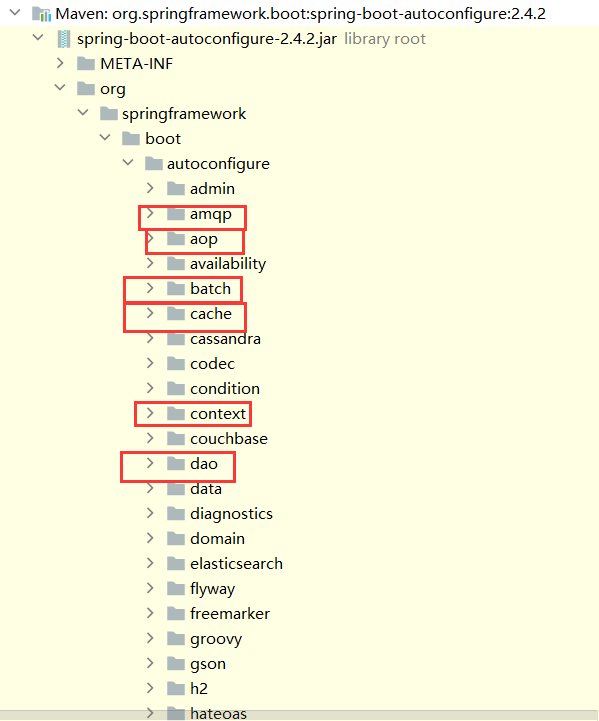 Maven: org.springframework.boot:spring-boot-autoconfigure:2.4.2
spring-boot-autoconfigure-2.4.2.jar library root
META-INF
org
springframework
boot
autoconfigure
admin
amqp
aop
availability
batch
cache
cassandra
codec
condition
context
couchbase
dao
data
diagnostics
domain
elasticsearch
flyway
freemarker
groovy
gson
h2
hateoas